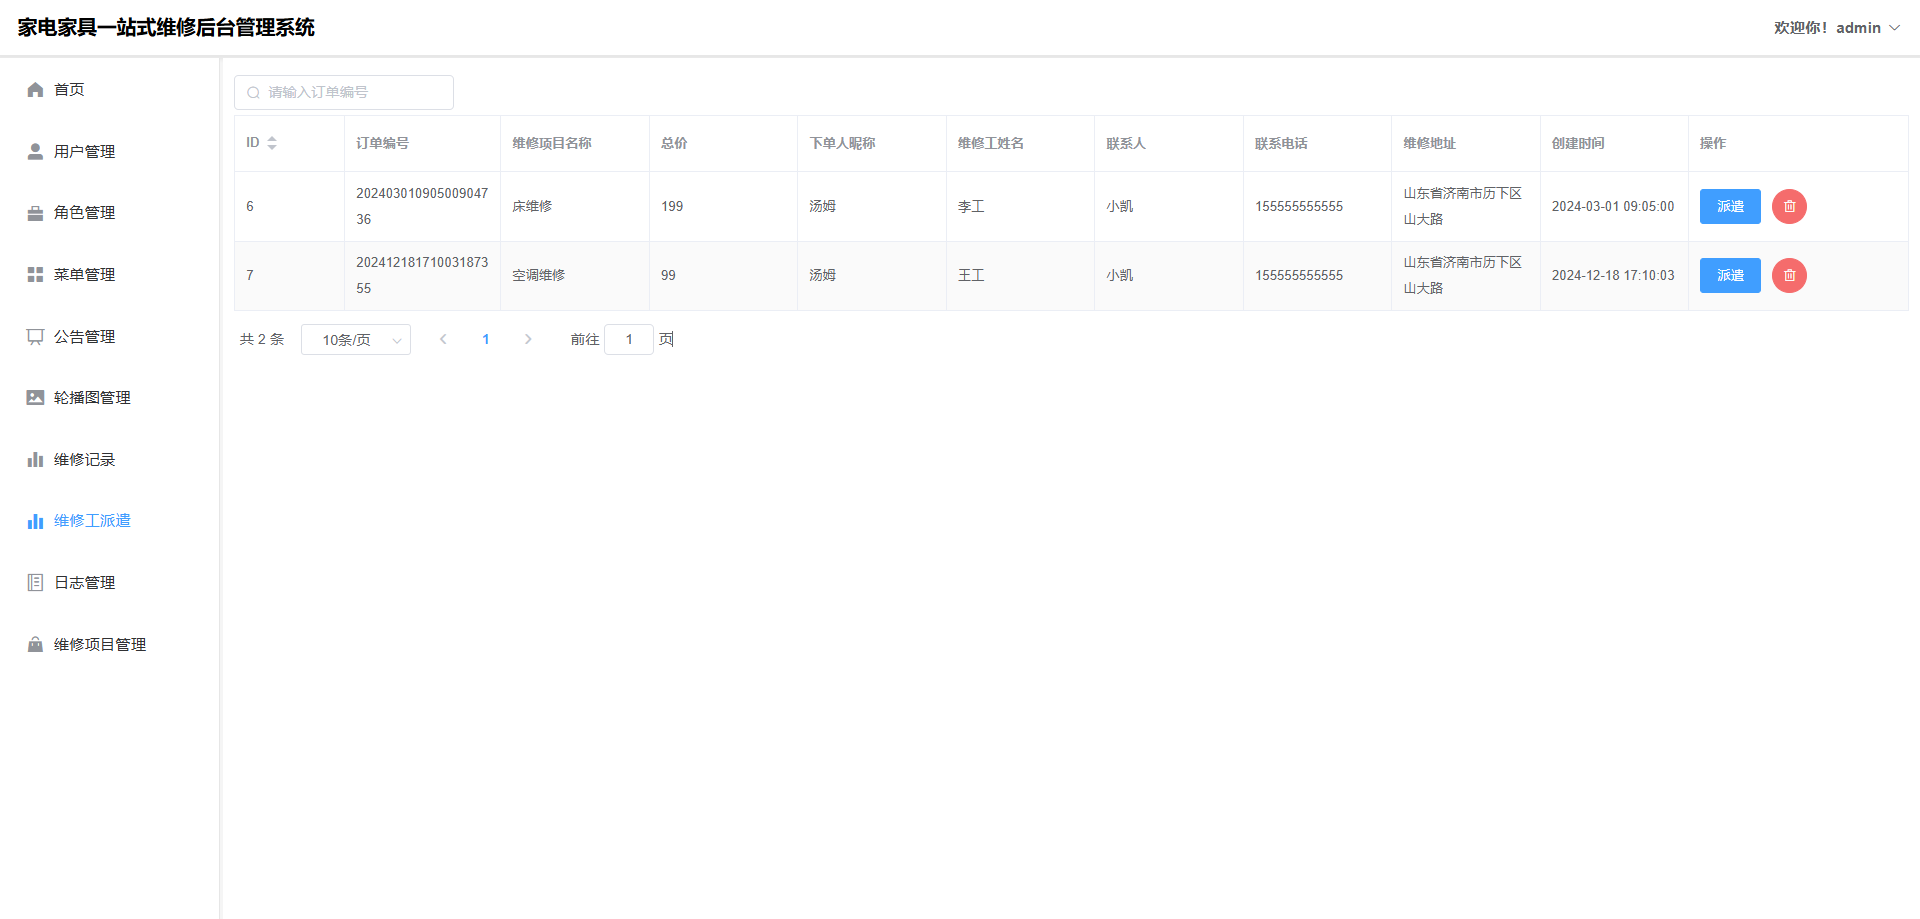 家电家具一站式维修后台管理系统
欢迎你！admin
首页
用户管理
角色管理
菜单管理
公告管理
轮播图管理
维修记录
维修工派遣
日志管理
维修项目管理
请输入订单编号
ID 订单编号 维修项目名称 总价 下单人昵称 维修工姓名 联系人 联系电话 维修地址 创建时间 操作
6 202403010905009047
36 床维修 199 汤姆 李工 小凯 155555555555 山东省济南市历下区
山大路 2024-03-01 09:05:00 派遣
7 202412181710031873
55 空调维修 99 汤姆 王工 小凯 155555555555 山东省济南市历下区
山大路 2024-12-18 17:10:03 派遣
共 2 条 10条/页 1 前往 1 页